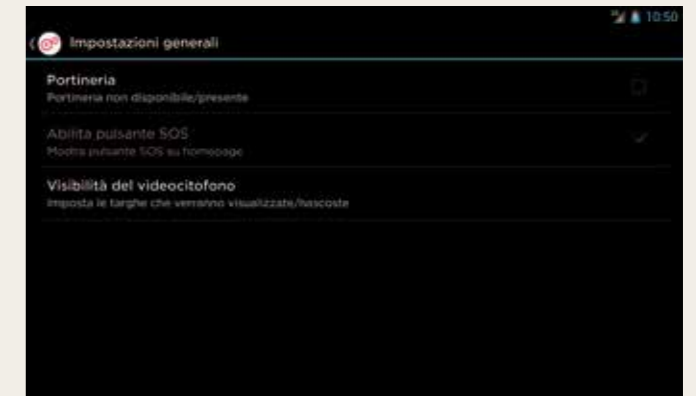 10:50
Impostazioni generali
Portineria
Portineria non disponibile/presente
Abilita pulsante SOS
Mostra pulsante SOS su homepage
Visibilità del videocitofono
Imposta le targhe che verranno visualizzate/nascoste